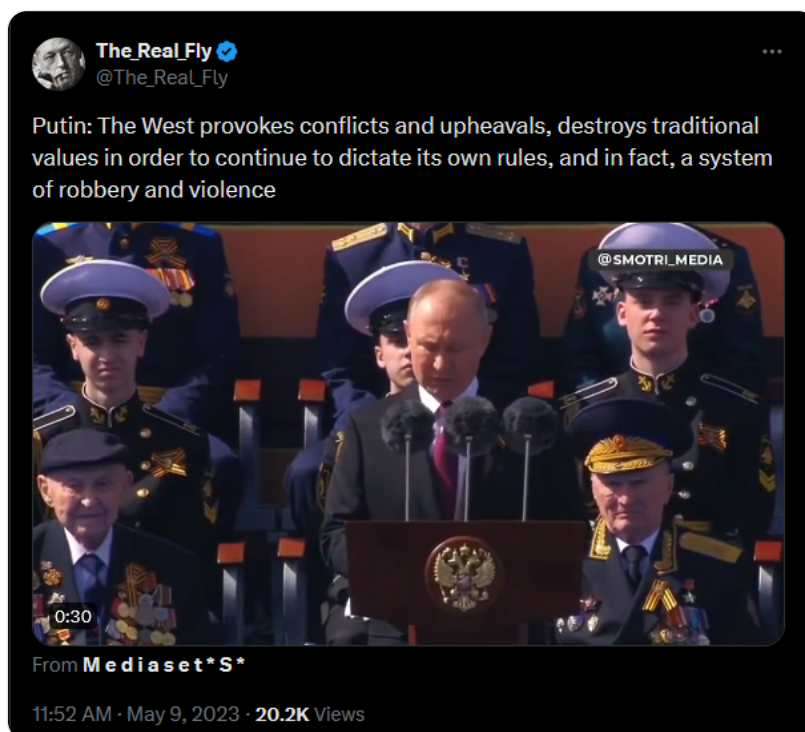 The_Real_Fly
@The_Real_Fly
Putin: The West provokes conflicts and upheavals, destroys traditional
values in order to continue to dictate its own rules, and in fact, a system
of robbery and violence
@SMOTRI_MEDIA
0:30
From Mediaset*S*
11:52 AM · May 9, 2023 · 20.2K Views